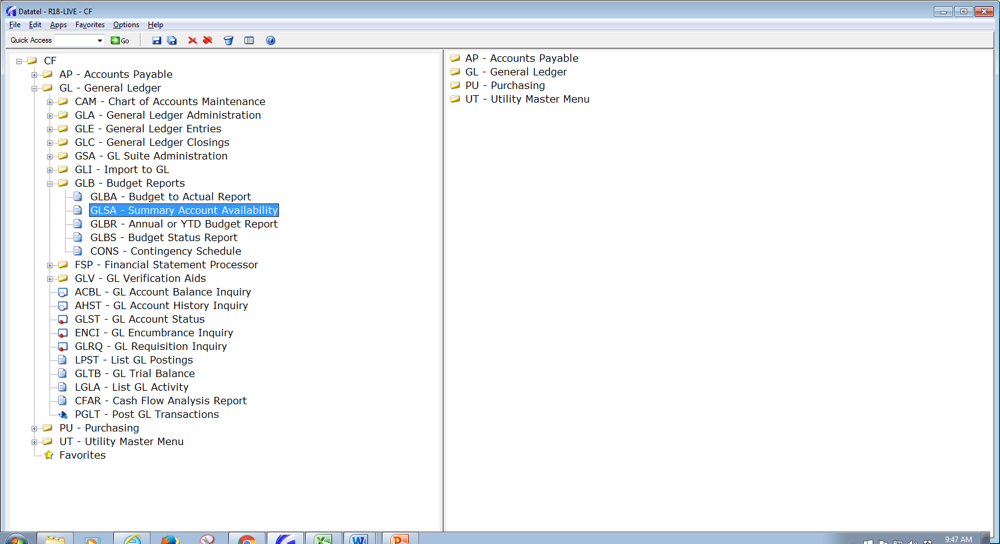 Datatel - R18-LIVE - CF
File Edit Apps Favorites Options Help
Quick Access Go
CF
AP - Accounts Payable
GL - General Ledger
CAM - Chart of Accounts Maintenance
GLA - General Ledger Administration
GLE - General Ledger Entries
GLC - General Ledger Closings
GSA - GL Suite Administration
GLI - Import to GL
GLB - Budget Reports
GLBA - Budget to Actual Report
GLSA - Summary Account Availability
GLBR - Annual or YTD Budget Report
GLBS - Budget Status Report
CONS - Contingency Schedule
FSP - Financial Statement Processor
GLV - GL Verification Aids
ACBL - GL Account Balance Inquiry
AHST - GL Account History Inquiry
GLST - GL Account Status
ENCI - GL Encumbrance Inquiry
GLRQ - GL Requisition Inquiry
LPST - List GL Postings
GLTB - GL Trial Balance
LGLA - List GL Activity
CFAR - Cash Flow Analysis Report
PGLT - Post GL Transactions
PU - Purchasing
UT - Utility Master Menu
Favorites
AP - Accounts Payable
GL - General Ledger
PU - Purchasing
UT - Utility Master Menu
9:47 AM